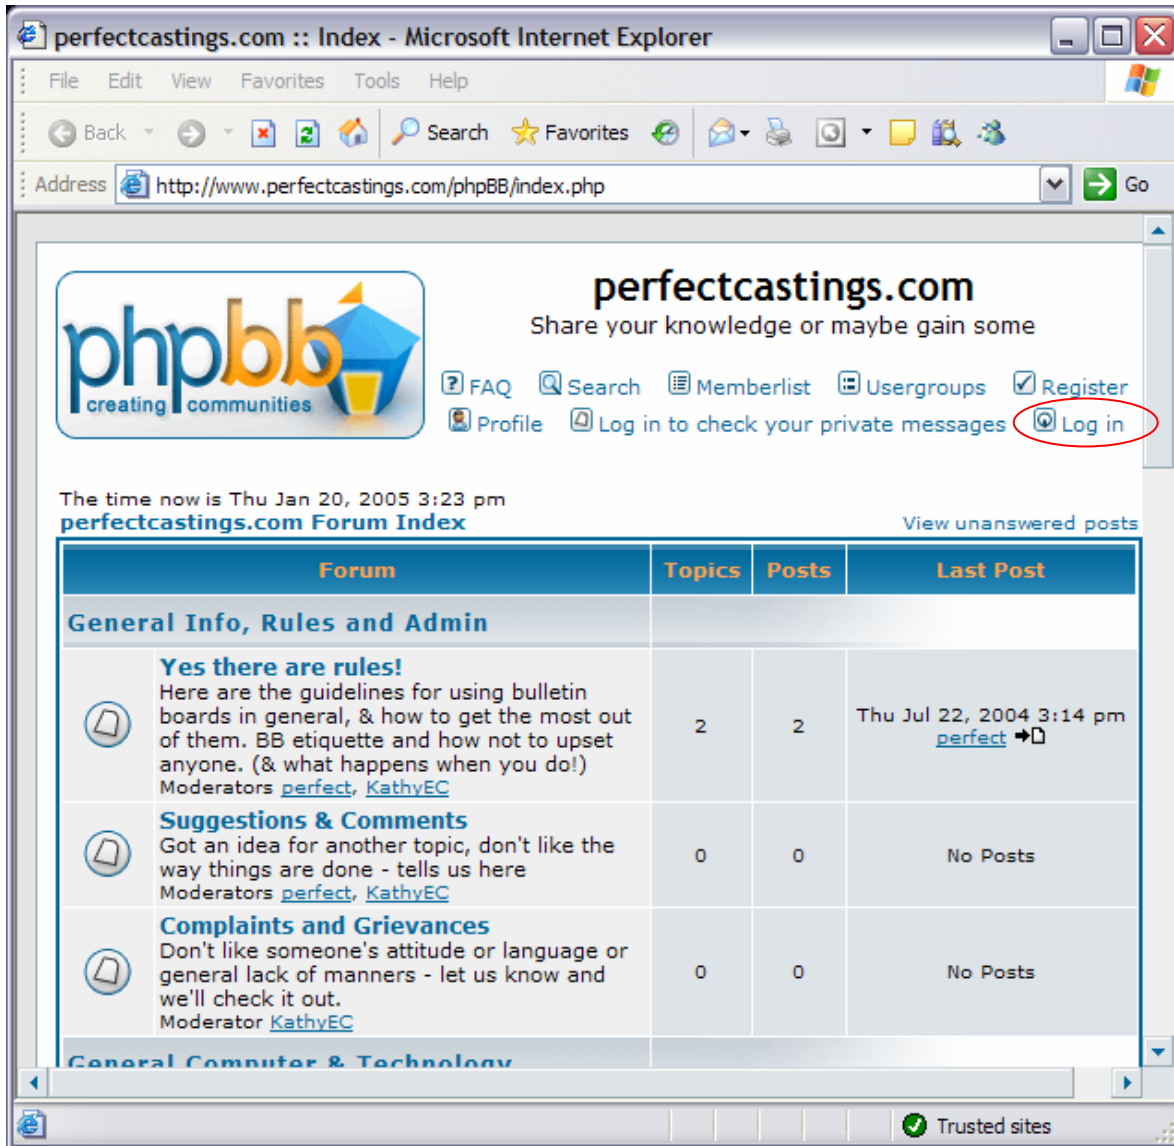 perfectcastings.com :: Index - Microsoft Internet Explorer
File Edit View Favorites Tools Help
Back Search Favorites
Address http://www.perfectcastings.com/phpBB/index.php Go
phpbb
creating communities
perfectcastings.com
Share your knowledge or maybe gain some
FAQ Search Memberlist Usergroups Register
Profile Log in to check your private messages Log in
The time now is Thu Jan 20, 2005 3:23 pm
perfectcastings.com Forum Index View unanswered posts
Forum Topics Posts Last Post
General Info, Rules and Admin
Yes there are rules!
Here are the guidelines for using bulletin
boards in general, & how to get the most out
of them. BB etiquette and how not to upset
anyone. (& what happens when you do!)
Moderators perfect, KathyEC
2 2 Thu Jul 22, 2004 3:14 pm
perfect
Suggestions & Comments
Got an idea for another topic, don't like the
way things are done - tells us here
Moderators perfect, KathyEC
0 0 No Posts
Complaints and Grievances
Don't like someone's attitude or language or
general lack of manners - let us know and
we'll check it out.
Moderator KathyEC
0 0 No Posts
General Computer & Technology
Trusted sites